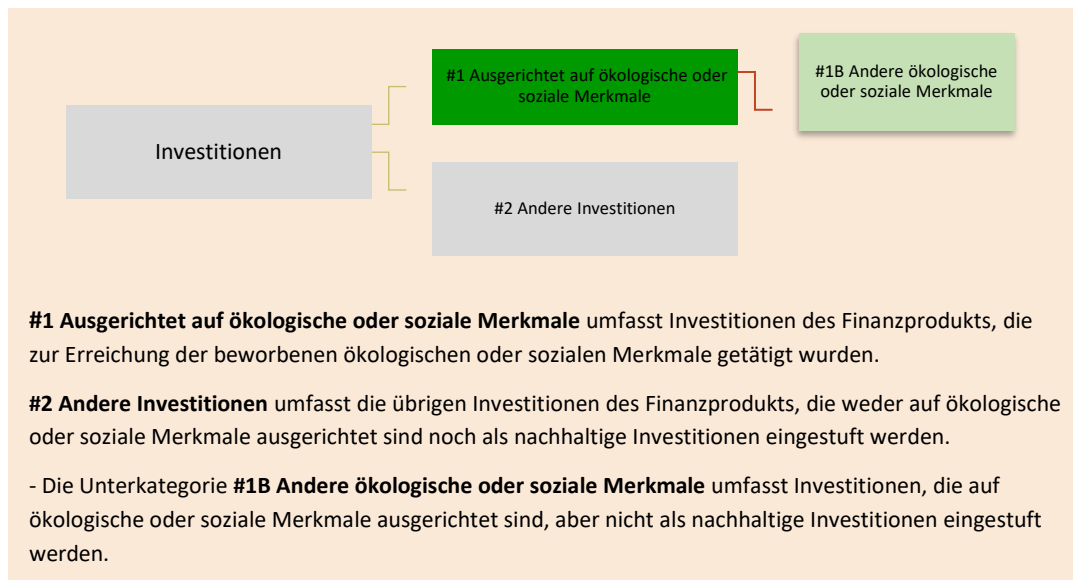 #1 Ausgerichtet auf ökologische oder
soziale Merkmale
#1B Andere ökologische
oder soziale Merkmale
Investitionen
#2 Andere Investitionen
#1 Ausgerichtet auf ökologische oder soziale Merkmale umfasst Investitionen des Finanzprodukts, die
zur Erreichung der beworbenen ökologischen oder sozialen Merkmale getätigt wurden.
#2 Andere Investitionen umfasst die übrigen Investitionen des Finanzprodukts, die weder auf ökologische
oder soziale Merkmale ausgerichtet sind noch als nachhaltige Investitionen eingestuft werden.
- Die Unterkategorie #1B Andere ökologische oder soziale Merkmale umfasst Investitionen, die auf
ökologische oder soziale Merkmale ausgerichtet sind, aber nicht als nachhaltige Investitionen eingestuft
werden.